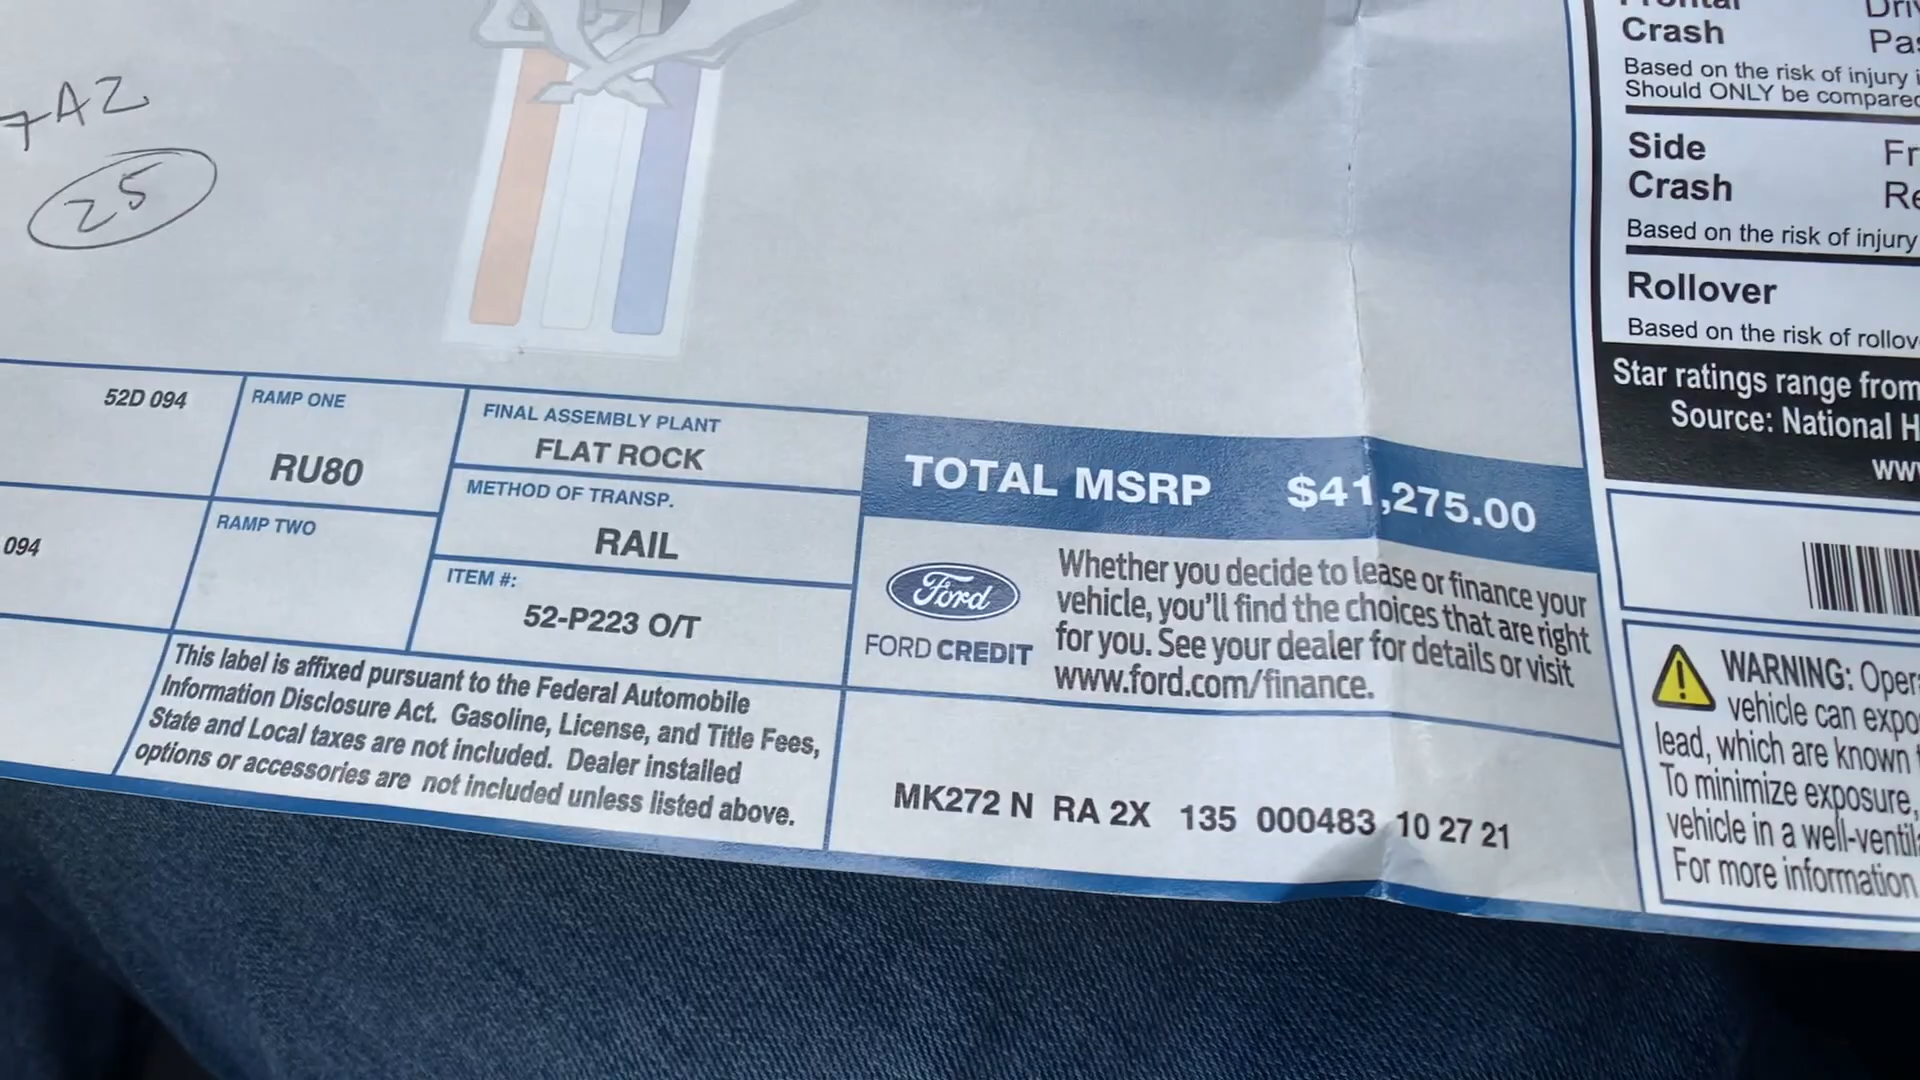 7AZ
25
52D 094
RAMP ONE
RU80
094
RAMP TWO
FINAL ASSEMBLY PLANT
FLAT ROCK
METHOD OF TRANSP.
RAIL
ITEM #:
52-P223 O/T
This label is affixed pursuant to the Federal Automobile
Information Disclosure Act. Gasoline, License, and Title Fees,
State and Local taxes are not included. Dealer installed
options or accessories are not included unless listed above.
TOTAL MSRP $41,275.00
Ford
FORD CREDIT
Whether you decide to lease or finance your
vehicle, you'll find the choices that are right
for you. See your dealer for details or visit
www.ford.com/finance.
MK272 N RA 2X 135 000483 10 27 21
Frontal
Crash
Based on the risk of injury
Should ONLY be compared
Side
Crash
Based on the risk of injury
Rollover
Based on the risk of
Star ratings range from
Source: National
WARNING:
vehicle can
lead, which are known
To minimize exposure,
vehicle in a
For more information